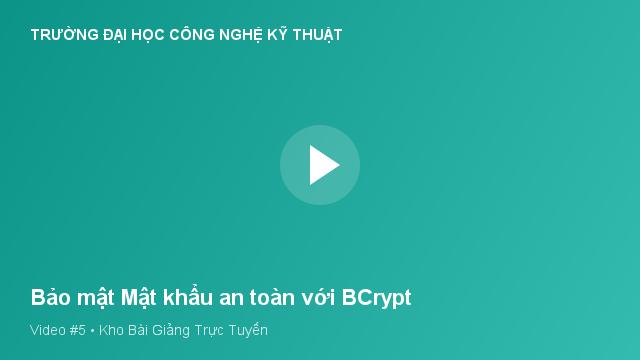 TRƯỜNG ĐẠI HỌC CÔNG NGHỆ KỸ THUẬT
Bảo mật Mật khẩu an toàn với BCrypt
Video #5 • Kho Bài Giảng Trực Tuyến